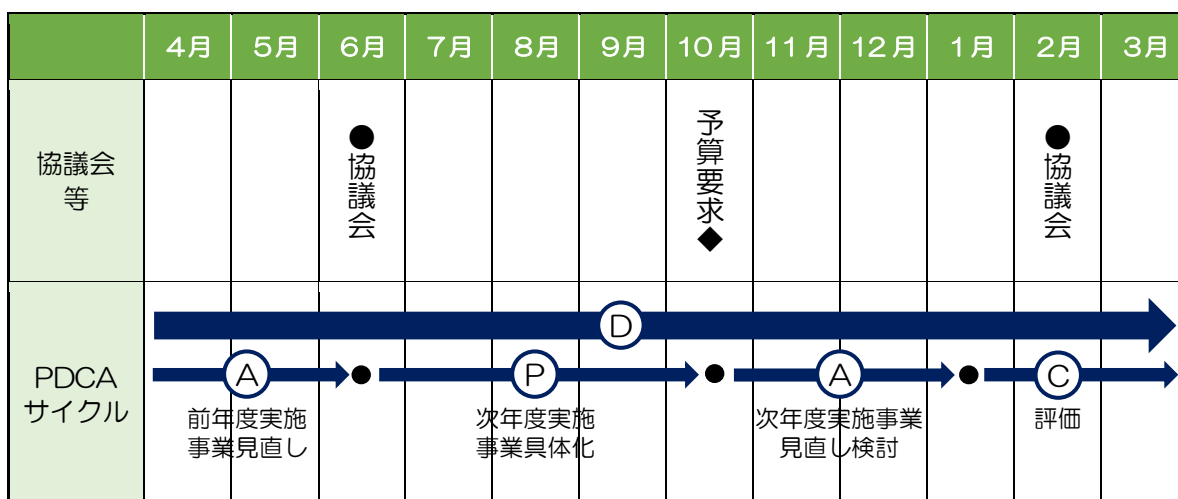 4月 5月 6月 7月 8月 9月 10月 11月 12月 1月 2月 3月
協議会
等
●協議会
予算要求◆
●協議会
PDCA
サイクル
D
A
P
A
C
前年度実施
事業見直し
次年度実施
事業具体化
次年度実施事業
見直し検討
評価